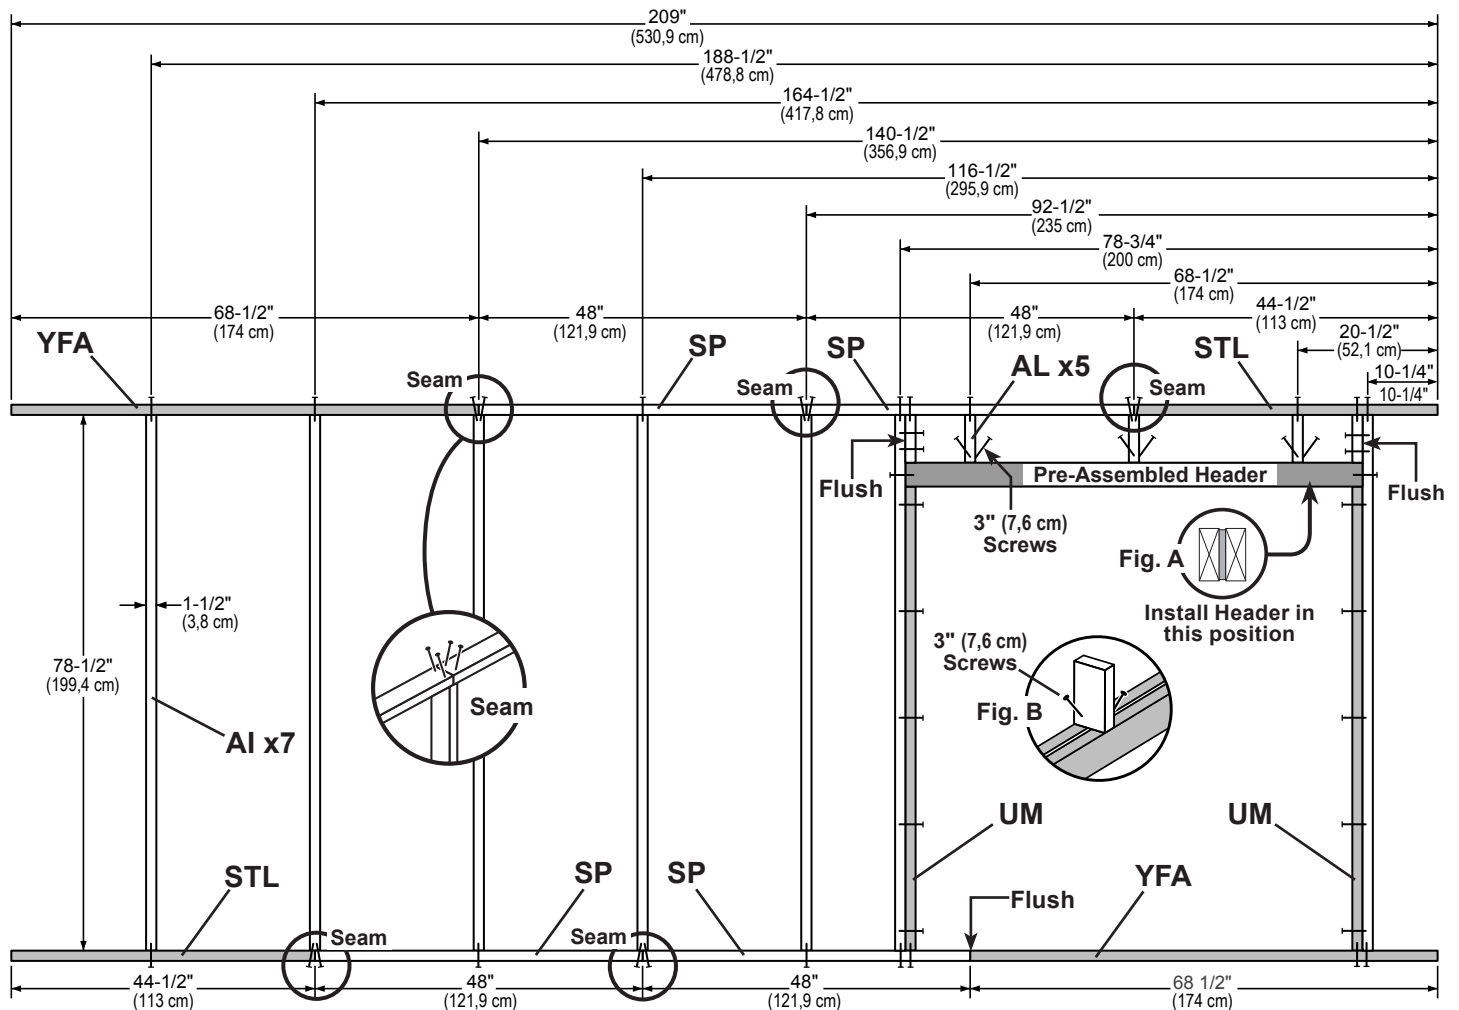 209"
(530,9 cm)
188-1/2"
(478,8 cm)
164-1/2"
(417,8 cm)
140-1/2"
(356,9 cm)
116-1/2"
(295,9 cm)
92-1/2"
(235 cm)
78-3/4"
(200 cm)
68-1/2"
(174 cm)
68-1/2"
(174 cm)
48"
(121,9 cm)
48"
(121,9 cm)
44-1/2"
(113 cm)
20-1/2"
(52,1 cm)
10-1/4"
10-1/4"
YFA
SP
SP
AL x5
STL
Seam
Seam
Seam
Flush
Pre-Assembled Header
Flush
3" (7,6 cm)
Screws
Fig. A
Install Header in
this position
1-1/2"
(3,8 cm)
78-1/2"
(199,4 cm)
Seam
3" (7,6 cm)
Screws
Fig. B
AI x7
UM
UM
STL
SP
SP
YFA
Flush
Seam
Seam
44-1/2"
(113 cm)
48"
(121,9 cm)
48"
(121,9 cm)
68 1/2"
(174 cm)